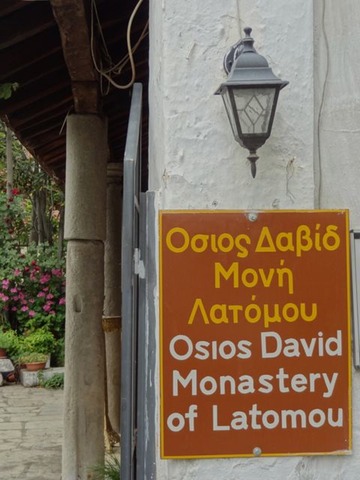 Οσιος Δαβίδ
Μονή
Λατόμου
Osios David
Monastery
of Latomou